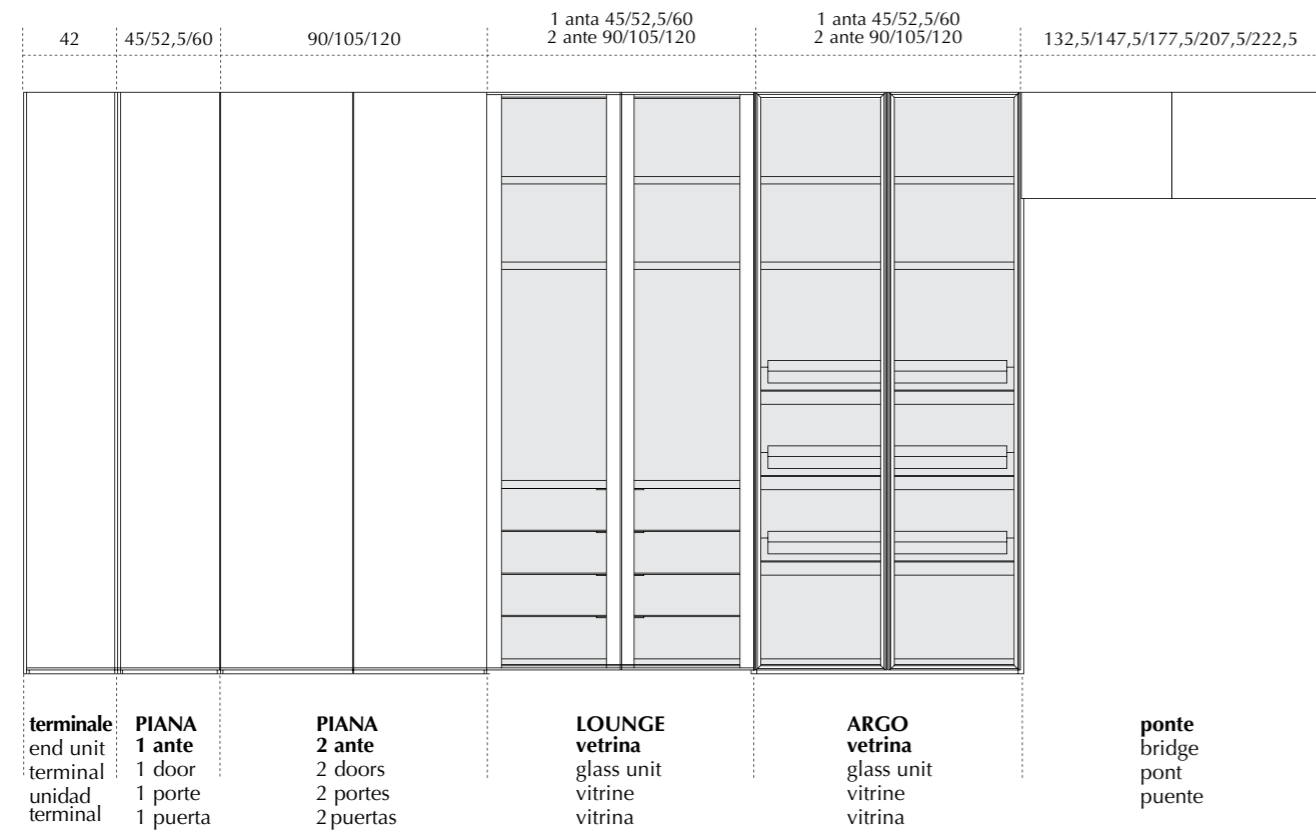 42
45/52,5/60
90/105/120
1 anta 45/52,5/60
2 ante 90/105/120
1 anta 45/52,5/60
2 ante 90/105/120
132,5/147,5/177,5/207,5/222,5
terminale
end unit
terminal
unidad
terminal
PIANA
1 ante
1 door
1 porte
1 puerta
PIANA
2 ante
2 doors
2 portes
2 puertas
LOUNGE
vetrina
glass unit
vitrine
vitrina
ARGO
vetrina
glass unit
vitrine
vitrina
ponte
bridge
pont
puente